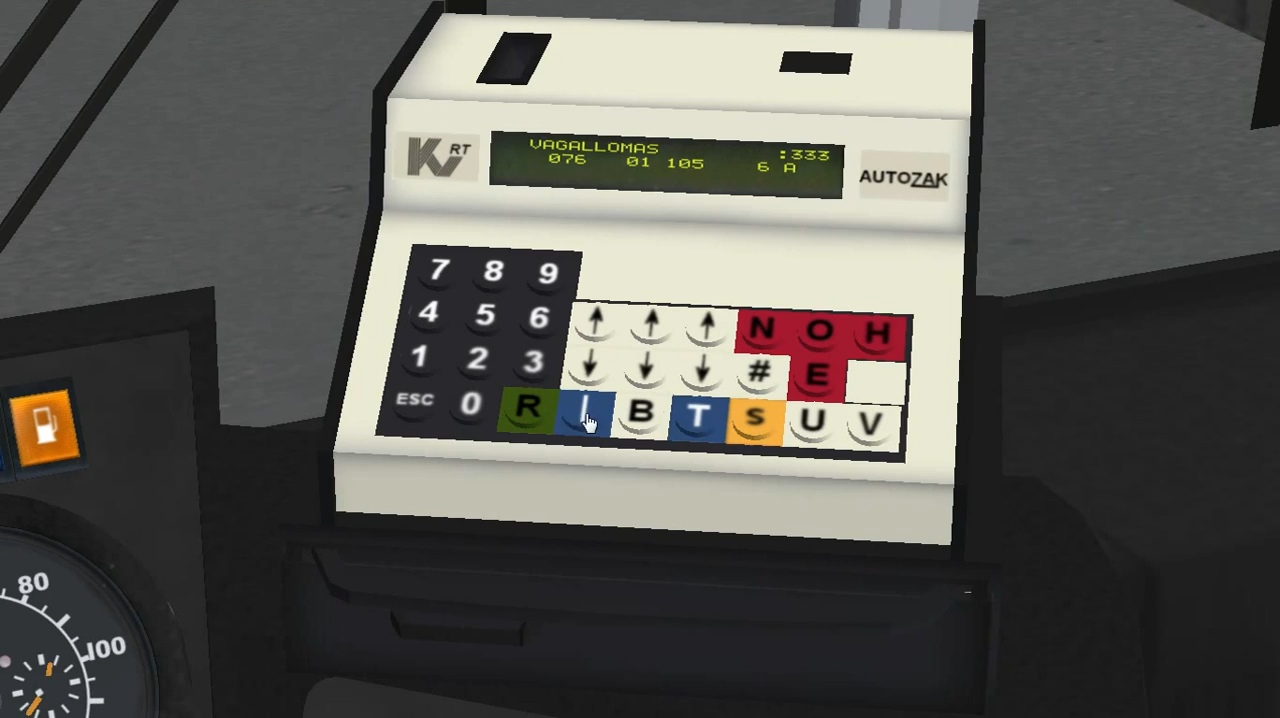 VAGALLOMAS :333
076 01 105 6 A
KV RT
AUTOZAK
7 8 9
4 5 6 ↑ ↑ ↑ N O H
1 2 3 ↓ ↓ ↓ # E
ESC 0 R I B T S U V
80
100